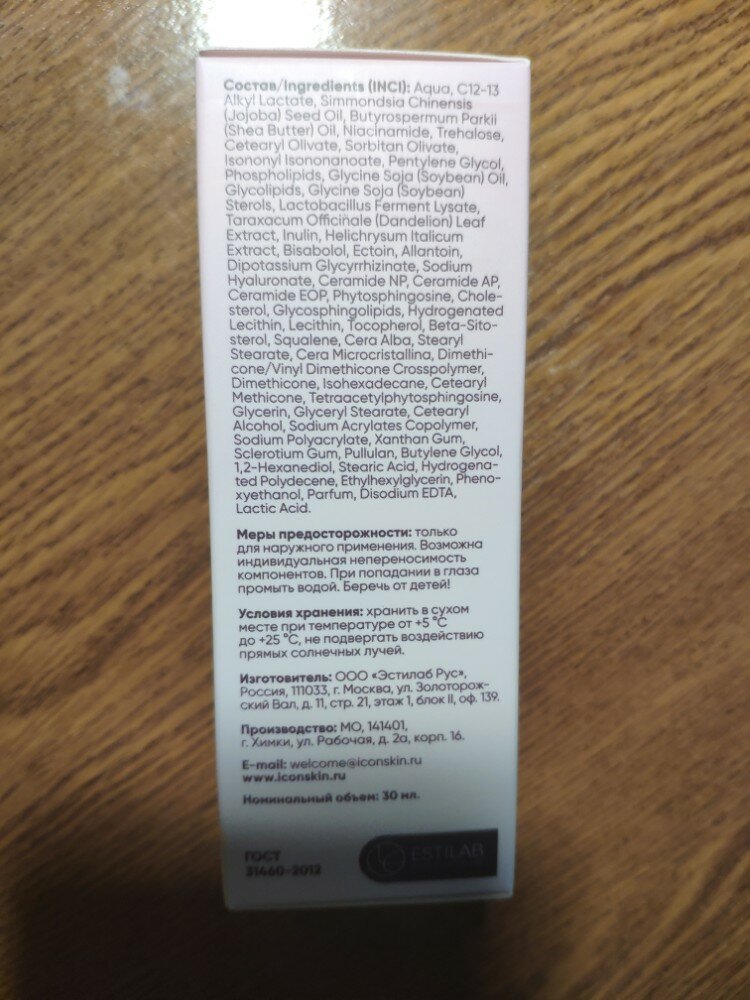 Состав/Ingredients (INCI): Aqua, C12-13
Alkyl Lactate, Simmondsia Chinensis
(Jojoba) Seed Oil, Butyrospermum Parkii
(Shea Butter) Oil, Niacinamide, Trehalose,
Cetearyl Olivate, Sorbitan Olivate,
Isononyl Isononanoate, Pentylene Glycol,
Phospholipids, Glycine Soja (Soybean) Oil,
Glycolipids, Glycine Soja (Soybean)
Sterols, Lactobacillus Ferment Lysate,
Taraxacum Officinale (Dandelion) Leaf
Extract, Inulin, Helichrysum Italicum
Extract, Bisabolol, Ectoin, Allantoin,
Dipotassium Glycyrrhizinate, Sodium
Hyaluronate, Ceramide NP, Ceramide AP,
Ceramide EOP, Phytosphingosine, Chole-
sterol, Glycosphingolipids, Hydrogenated
Lecithin, Lecithin, Tocopherol, Beta-Sito-
sterol, Squalene, Cera Alba, Stearyl
Stearate, Cera Microcristallina, Dimethi-
cone/Vinyl Dimethicone Crosspolymer,
Dimethicone, Isohexadecane, Cetearyl
Methicone, Tetraacetylphytosphingosine,
Glycerin, Glyceryl Stearate, Cetearyl
Alcohol, Sodium Acrylates Copolymer,
Sodium Polyacrylate, Xanthan Gum,
Sclerotium Gum, Pullulan, Butylene Glycol,
1,2-Hexanediol, Stearic Acid, Hydrogena-
ted Polydecene, Ethylhexylglycerin, Pheno-
xyethanol, Parfum, Disodium EDTA,
Lactic Acid.
Меры предосторожности: только
для наружного применения. Возможна
индивидуальная непереносимость
компонентов. При попадании в глаза
промыть водой. Беречь от детей!
Условия хранения: хранить в сухом
месте при температуре от +5 °C
до +25 °C, не подвергать воздействию
прямых солнечных лучей.
Изготовитель: ООО «Эстилаб Рус»,
Россия, 111033, г. Москва, ул. Золоторож-
ский Вал, д. 11, стр. 21, этаж 1, блок II, оф. 139.
Производство: МО, 141401,
г. Химки, ул. Рабочая, д. 2а, корп. 16.
E-mail: welcome@iconskin.ru
www.iconskin.ru
Номинальный объем: 30 мл.
ГОСТ
31460-2012
ESTILAB